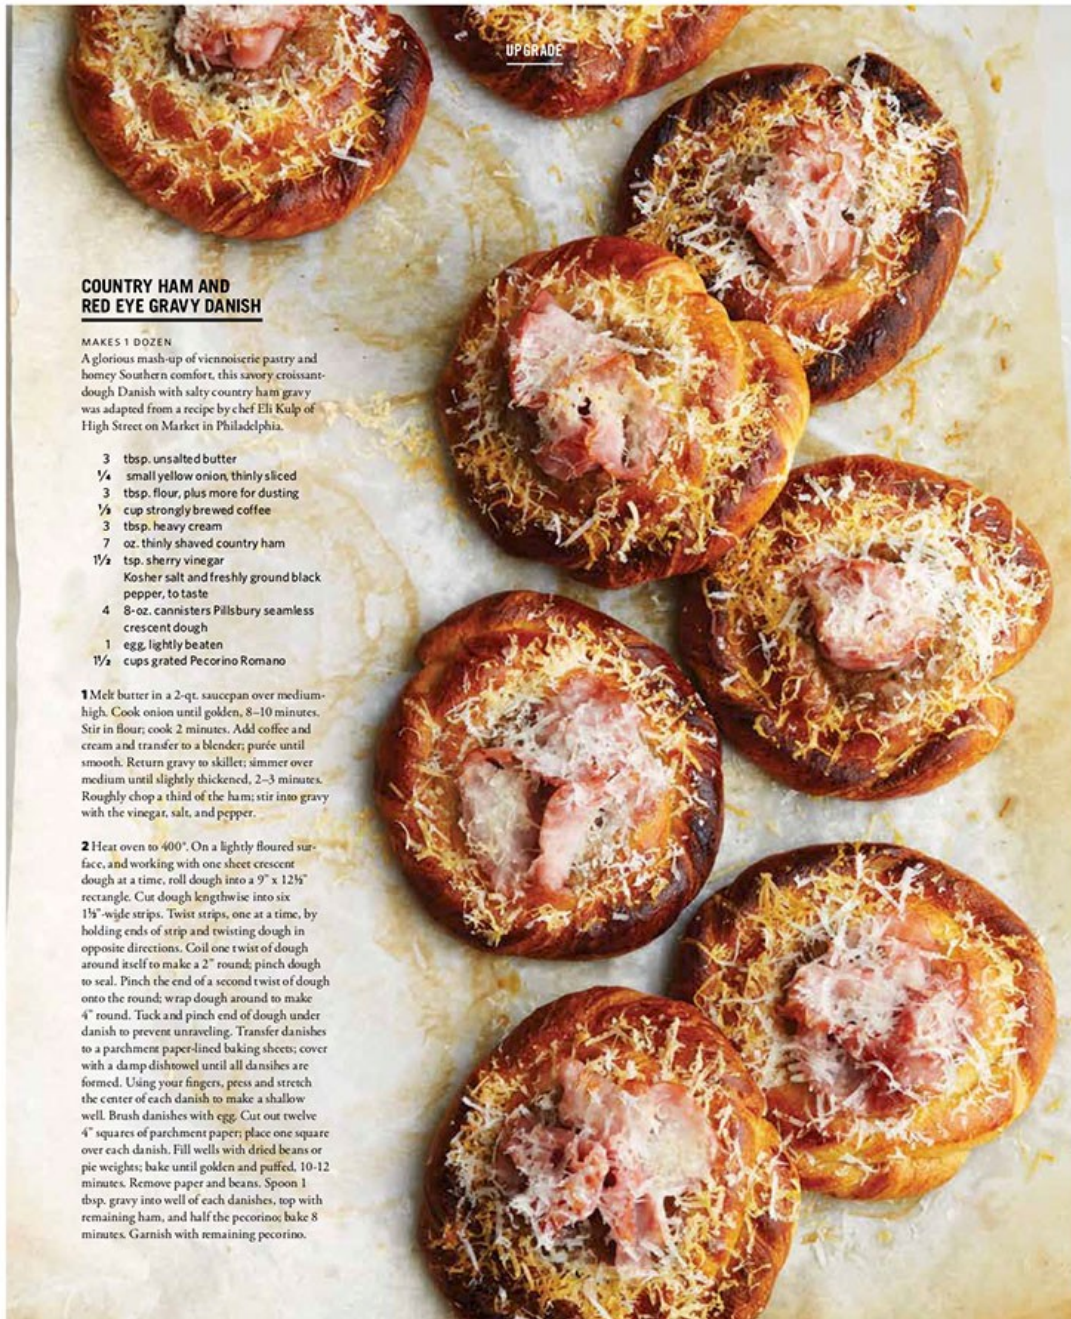 UPGRADE
COUNTRY HAM AND
RED EYE GRAVY DANISH
MAKES 1 DOZEN
A glorious mash-up of viennoiserie pastry and
homey Southern comfort, this savory croissant-
dough Danish with salty country ham gravy
was adapted from a recipe by chef Eli Kulp of
High Street on Market in Philadelphia.
3 tbsp. unsalted butter
¼ small yellow onion, thinly sliced
3 tbsp. flour, plus more for dusting
cup strongly brewed coffee
3 tbsp. heavy cream
7 oz. thinly shaved country ham
1½ tsp. sherry vinegar
Kosher salt and freshly ground black
pepper, to taste
4 8-oz. cannisters Pillsbury seamless
crescent dough
1 egg, lightly beaten
1½ cups grated Pecorino Romano
1 Melt butter in a 2-qt. saucepan over medium-
high. Cook onion until golden, 8–10 minutes.
Stir in flour; cook 2 minutes. Add coffee and
cream and transfer to a blender; purée until
smooth. Return gravy to skillet; simmer over
medium until slightly thickened, 2–3 minutes.
Roughly chop a third of the ham; stir into gravy
with the vinegar, salt, and pepper.
2 Heat oven to 400°. On a lightly floured sur-
face, and working with one sheet crescent
dough at a time, roll dough into a 9" x 12½"
rectangle. Cut dough lengthwise into six
1½"-wide strips. Twist strips, one at a time, by
holding ends of strip and twisting dough in
opposite directions. Coil one twist of dough
around itself to make a 2" round; pinch dough
to seal. Pinch the end of a second twist of dough
onto the round; wrap dough around to make
4" round. Tuck and pinch end of dough under
danish to prevent unraveling. Transfer danishes
to a parchment paper-lined baking sheets; cover
with a damp dishtowel until all dansihes are
formed. Using your fingers, press and stretch
the center of each danish to make a shallow
well. Brush danishes with egg. Cut out twelve
4" squares of parchment paper; place one square
over each danish. Fill wells with dried beans or
pie weights; bake until golden and puffed, 10-12
minutes. Remove paper and beans. Spoon 1
tbsp. gravy into well of each danishes, top with
remaining ham, and half the pecorino; bake 8
minutes. Garnish with remaining pecorino.